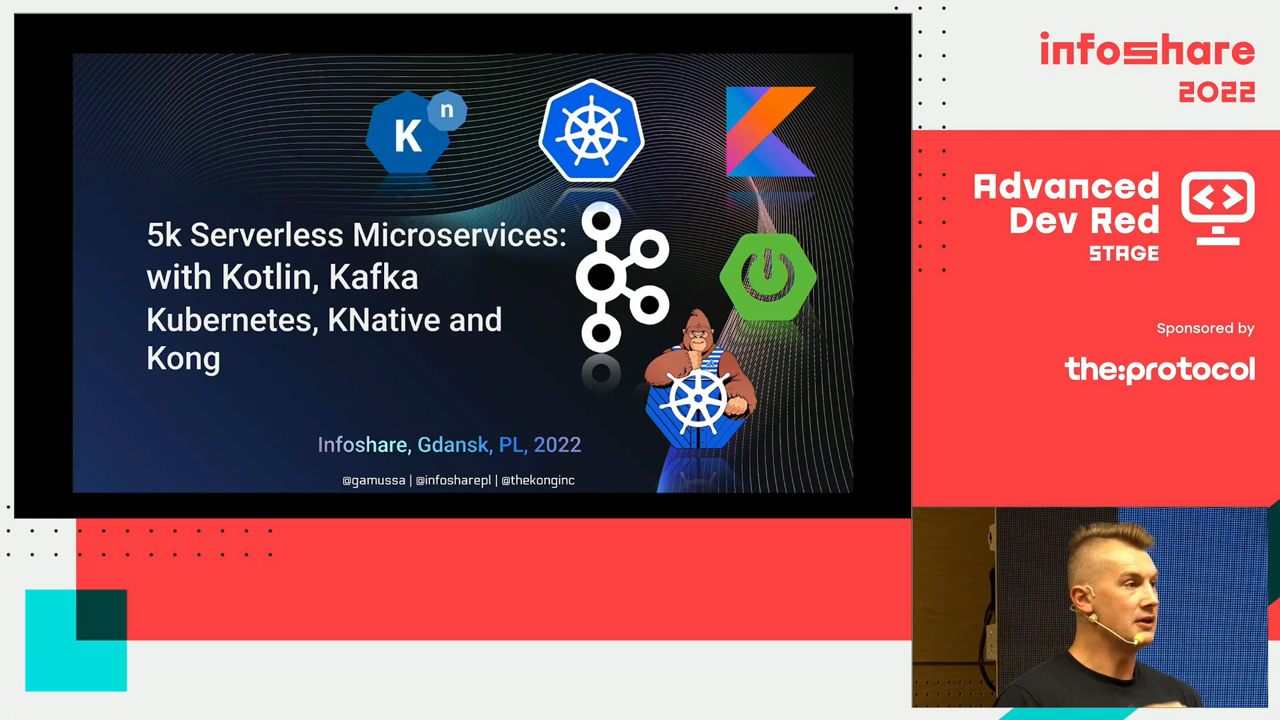 K
n
5k Serverless Microservices:
with Kotlin, Kafka
Kubernetes, KNative and
Kong
Infoshare, Gdansk, PL, 2022
@gamussa | @infosharepl | @thekonginc
infoshare
2022
Advanced
Dev Red
STAGE
Sponsored by
the:protocol